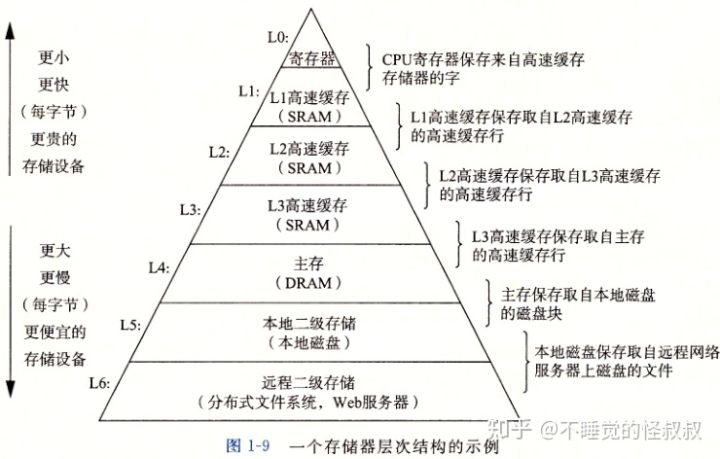 更小
更快
(每字节)
更贵的
存储设备
更大
更慢
(每字节)
更便宜的
存储设备
L0:
寄存器
L1:
L1高速缓存
(SRAM)
L2:
L2高速缓存
(SRAM)
L3:
L3高速缓存
(SRAM)
L4:
主存
(DRAM)
L5:
本地二级存储
(本地磁盘)
L6:
远程二级存储
(分布式文件系统,Web服务器)
CPU寄存器保存来自高速缓存
存储器的字
L1高速缓存保存取自L2高速缓存
的高速缓存行
L2高速缓存保存取自L3高速缓存
的高速缓存行
L3高速缓存保存取自主存
的高速缓存行
主存保存取自本地磁盘
的磁盘块
本地磁盘保存取自远程网络
服务器上磁盘的文件
图 1-9 一个存储器层次结构的示例
知乎 @不睡觉的怪叔叔